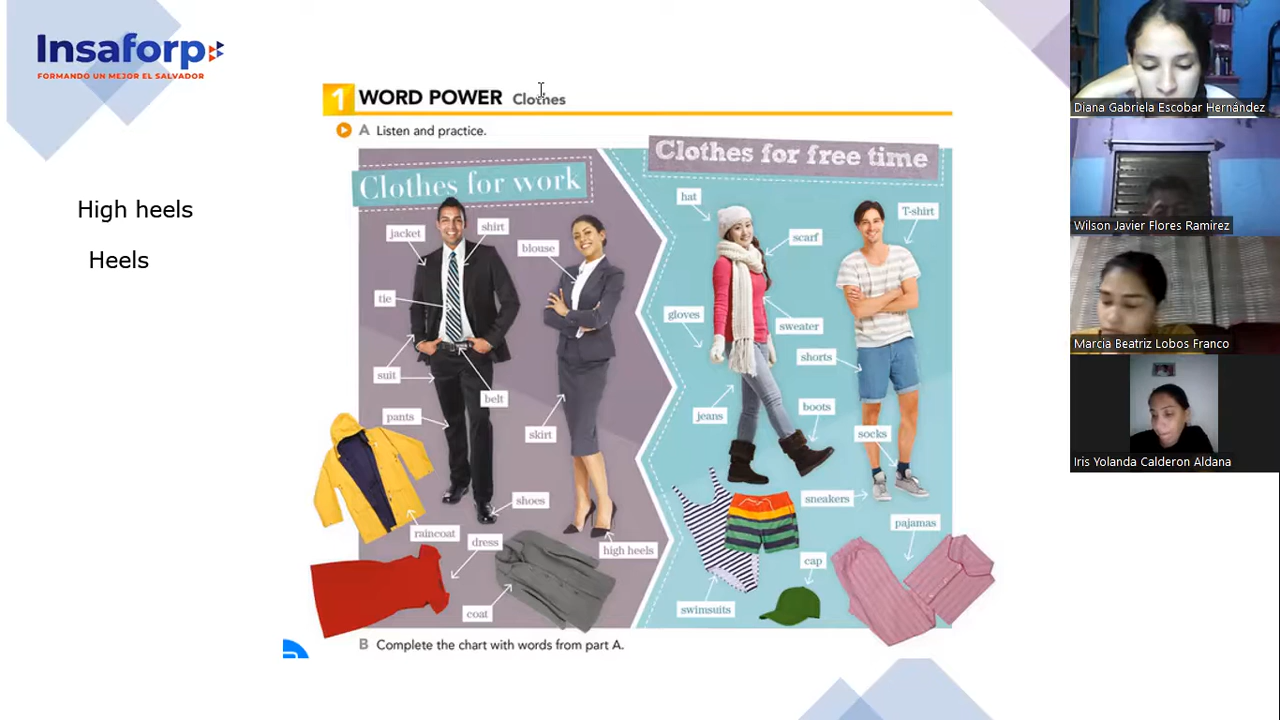 Insaforp
FORMANDO UN MEJOR EL SALVADOR
High heels
Heels
1 WORD POWER Clothes
A Listen and practice.
Clothes for work
jacket
shirt
blouse
tie
suit
belt
pants
skirt
shoes
raincoat
dress
high heels
coat
Clothes for free time
hat
T-shirt
scarf
gloves
sweater
shorts
jeans
boots
socks
sneakers
pajamas
cap
swimsuits
B Complete the chart with words from part A.
Diana Gabriela Escobar Hernández
Wilson Javier Flores Ramirez
Marcia Beatriz Lobos Franco
Iris Yolanda Calderon Aldana